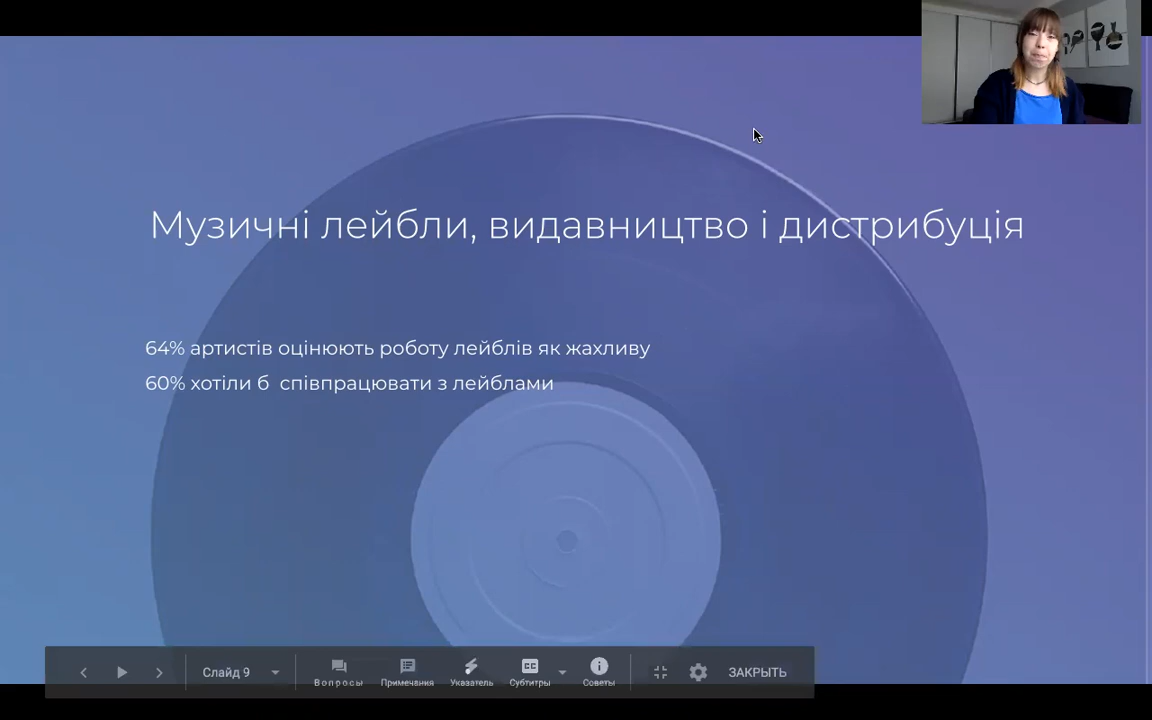 Музичні лейбли, видавництво і дистрибуція
64% артистів оцінюють роботу лейблів як жахливу
60% хотіли б співпрацювати з лейблами
Слайд 9
Вопросы
Примечания
Указатель
CC
Субтитры
Советы
ЗАКРЫТЬ